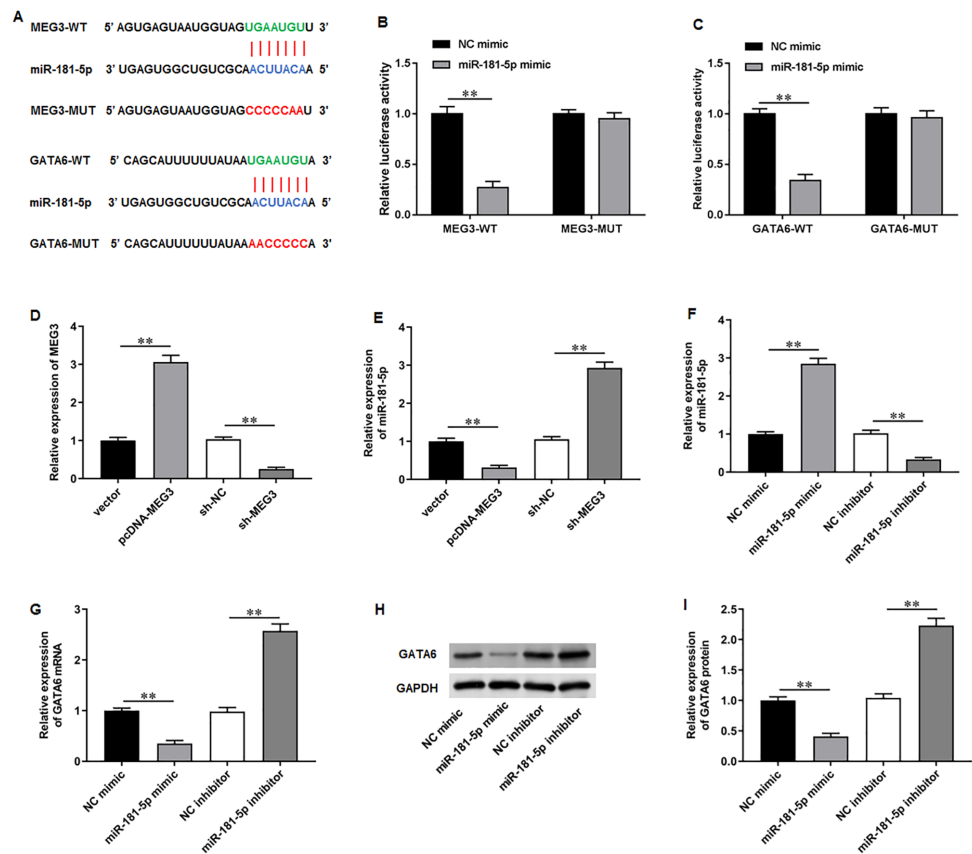 A
MEG3-WT 5' AGUGAGUAAUGGUAGUGAAUGUU 3'
miR-181-5p 3' UGAGUGGCUGUCGCAACUUACAA 5'
MEG3-MUT 5' AGUGAGUAAUGGUAGCCCCCAAU 3'
GATA6-WT 5' CAGCAUUUUUUAUAAUGAAUGUA 3'
miR-181-5p 3' UGAGUGGCUGUCGCAACUUACAA 5'
GATA6-MUT 5' CAGCAUUUUUUAUAAAACCCCCA 3'
B
NC mimic
miR-181-5p mimic
Relative luciferase activity
1.5
1.0
0.5
0.0
**
MEG3-WT MEG3-MUT
C
NC mimic
miR-181-5p mimic
Relative luciferase activity
1.5
1.0
0.5
0.0
**
GATA6-WT GATA6-MUT
D
Relative expression of MEG3
4
3
2
1
0
**
**
vector
pcDNA-MEG3
sh-NC
sh-MEG3
E
Relative expression
of miR-181-5p
4
3
2
1
0
**
**
vector
pcDNA-MEG3
sh-NC
sh-MEG3
F
Relative expression
of miR-181-5p
4
3
2
1
0
**
**
NC mimic
miR-181-5p mimic
NC inhibitor
miR-181-5p inhibitor
G
Relative expression
of GATA6 mRNA
3
2
1
0
**
**
NC mimic
miR-181-5p mimic
NC inhibitor
miR-181-5p inhibitor
H
GATA6
GAPDH
NC mimic
miR-181-5p mimic
NC inhibitor
miR-181-5p inhibitor
I
Relative expression
of GATA6 protein
2.5
2.0
1.5
1.0
0.5
0.0
**
**
NC mimic
miR-181-5p mimic
NC inhibitor
miR-181-5p inhibitor